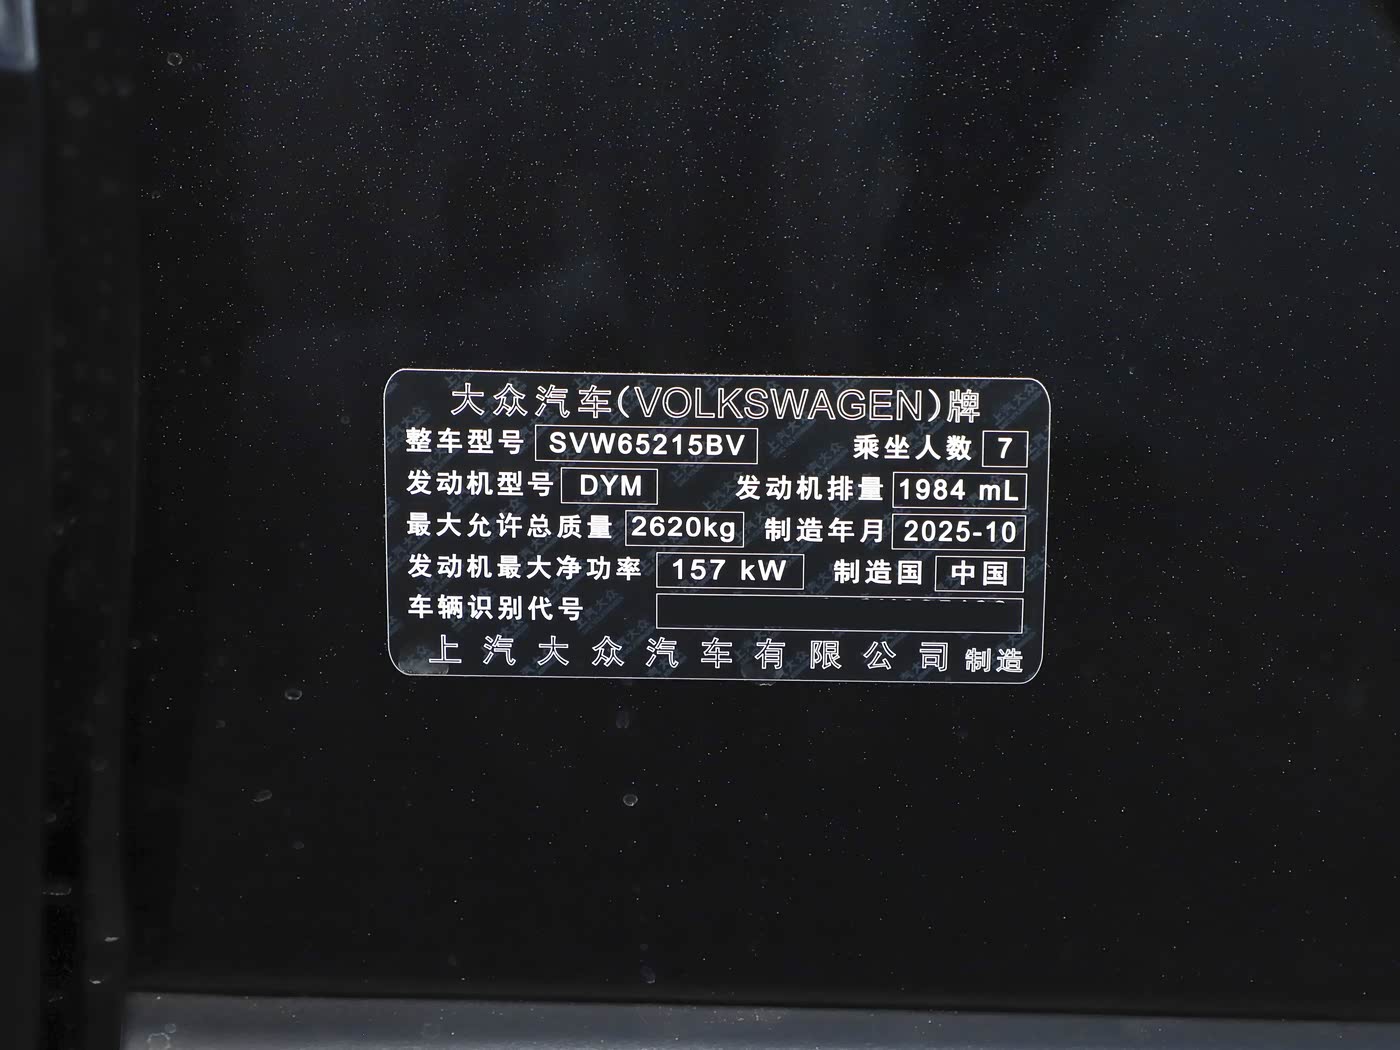 大众汽车(VOLKSWAGEN)牌
整车型号 SVW65215BV 乘坐人数 7
发动机型号 DYM 发动机排量 1984 mL
最大允许总质量 2620kg 制造年月 2025-10
发动机最大净功率 157 kW 制造国 中国
车辆识别代号
上汽大众汽车有限公司 制造